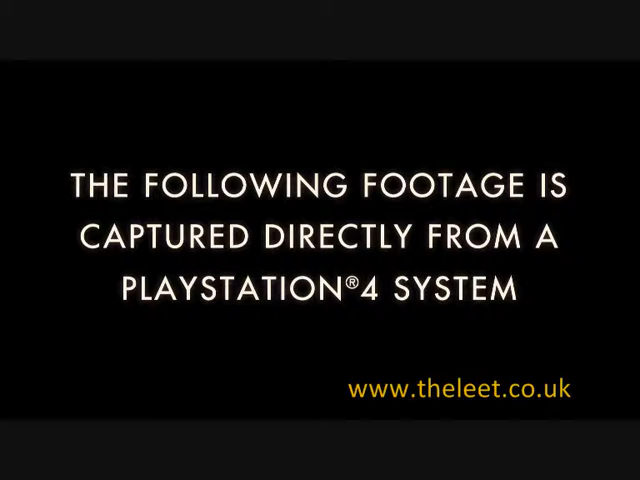 THE FOLLOWING FOOTAGE IS
CAPTURED DIRECTLY FROM A
PLAYSTATION®4 SYSTEM
www.theleet.co.uk